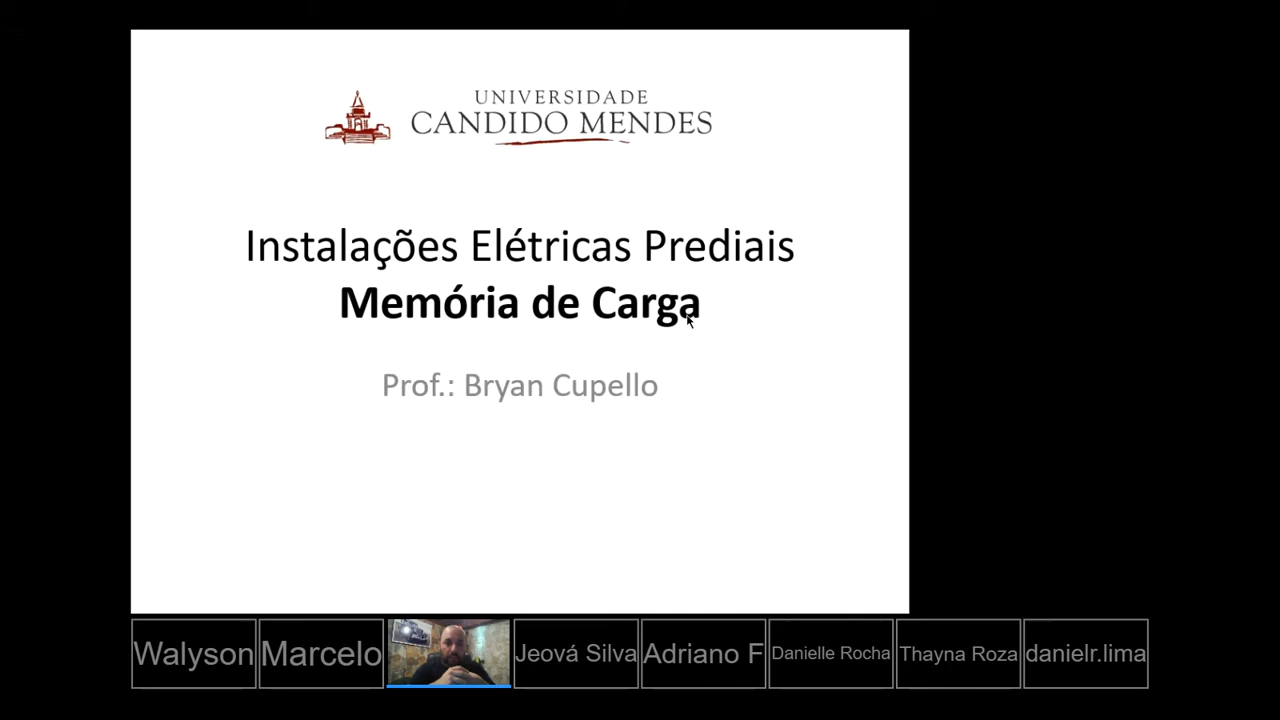 UNIVERSIDADE
CANDIDO MENDES
Instalações Elétricas Prediais
Memória de Carga
Prof.: Bryan Cupello
Walyson
Marcelo
Jeová Silva
Adriano F
Danielle Rocha
Thayna Roza
danielr.lima